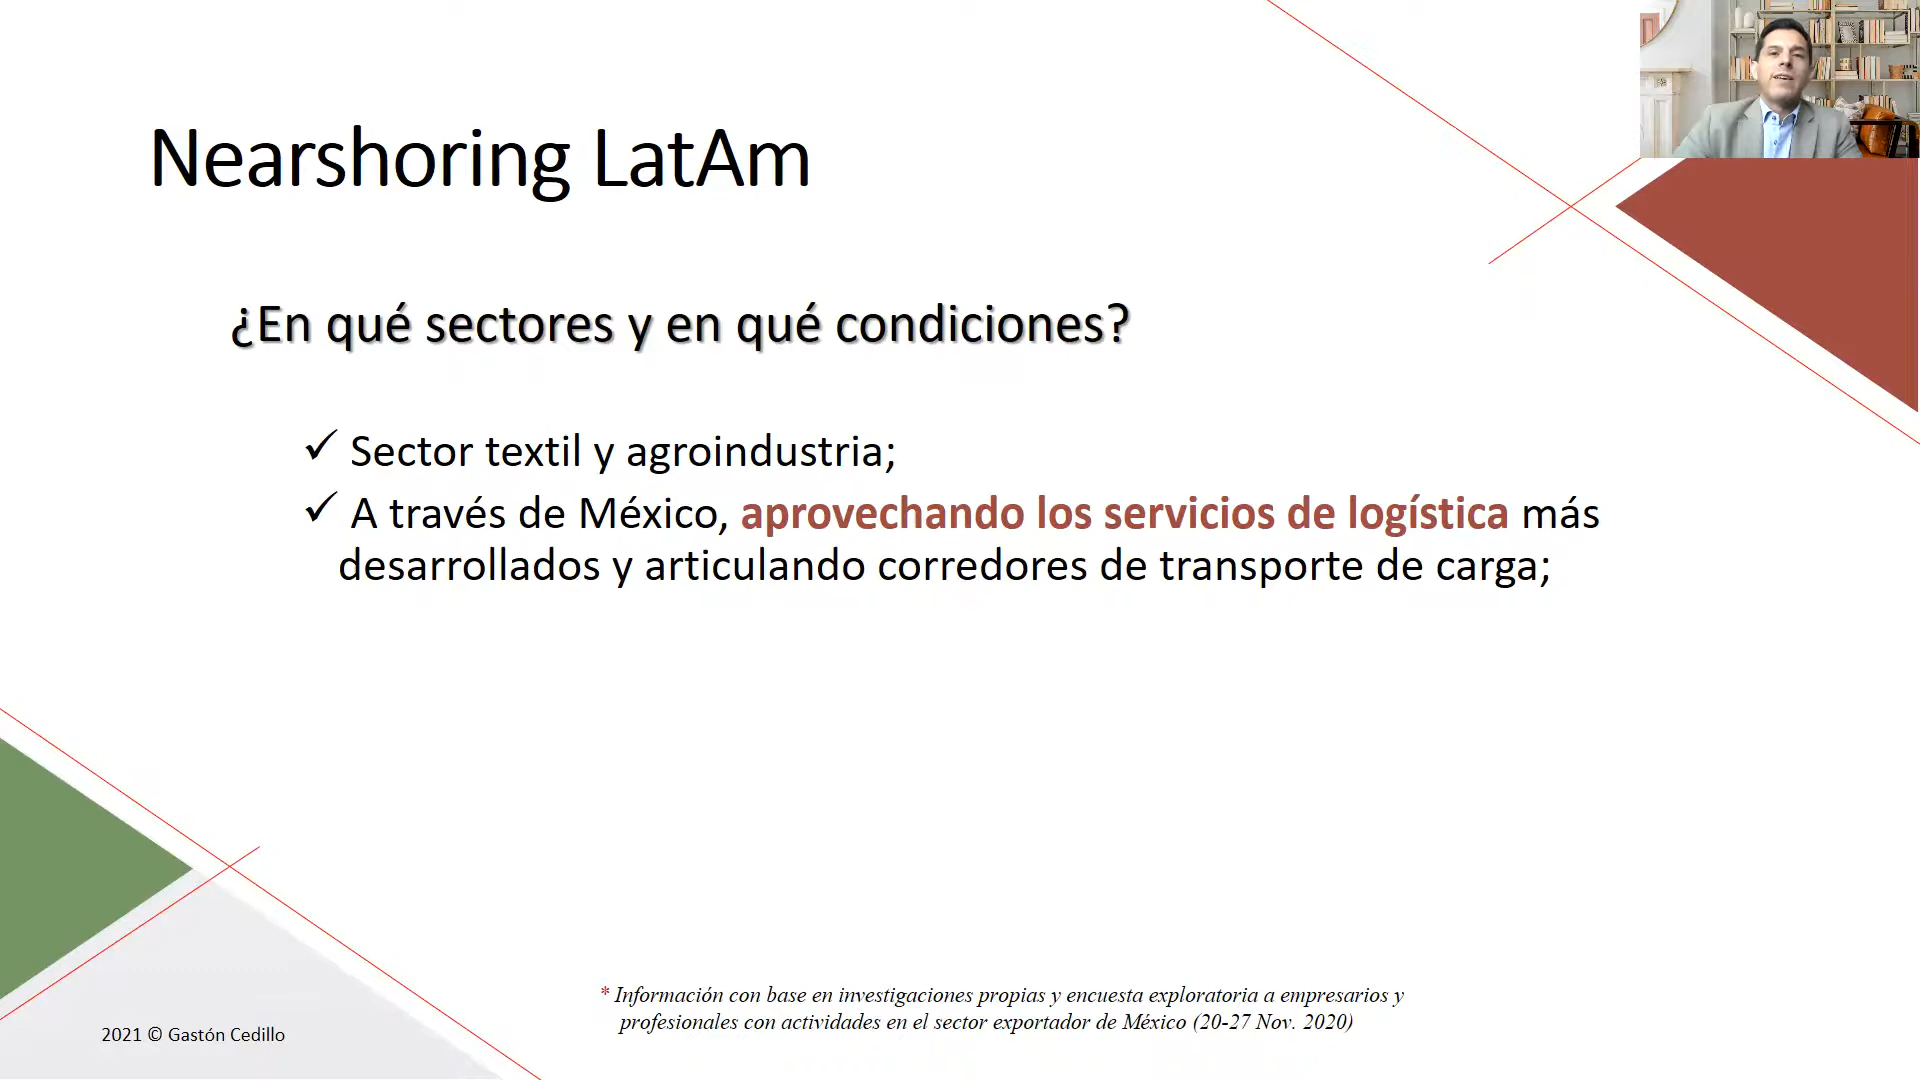 Nearshoring LatAm
¿En qué sectores y en qué condiciones?
✓ Sector textil y agroindustria;
✓ A través de México, aprovechando los servicios de logística más
desarrollados y articulando corredores de transporte de carga;
* Información con base en investigaciones propias y encuesta exploratoria a empresarios y
profesionales con actividades en el sector exportador de México (20-27 Nov. 2020)
2021 © Gastón Cedillo